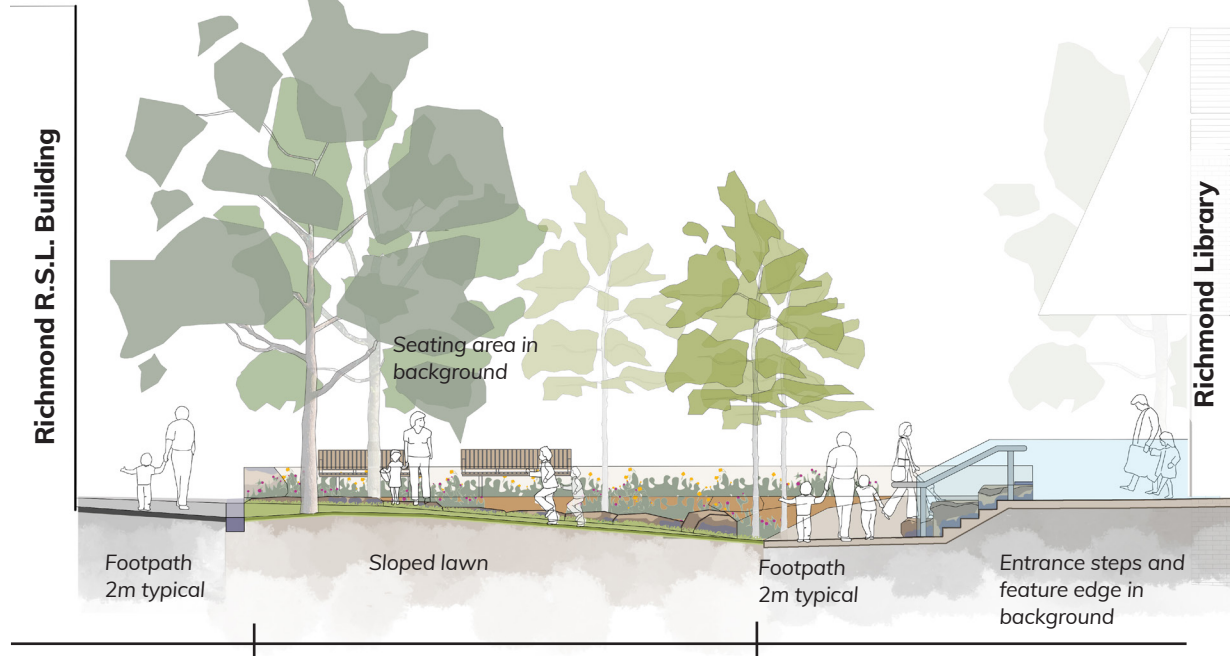 Richmond R.S.L. Building
Seating area in
background
Richmond Library
Footpath
2m typical
Sloped lawn
Footpath
2m typical
Entrance steps and
feature edge in
background